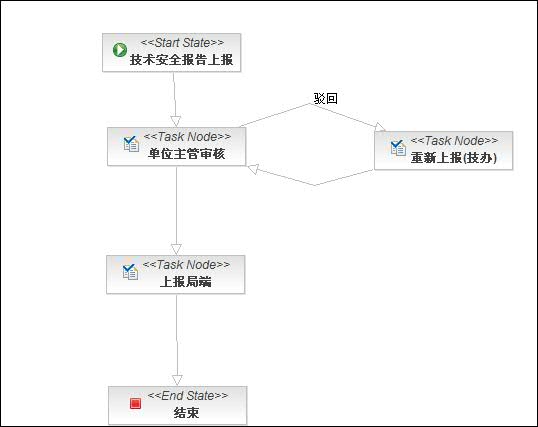 <<Start State>>
技术安全报告上报
驳回
<<Task Node>>
单位主管审核
<<Task Node>>
重新上报(技办)
<<Task Node>>
上报局端
<<End State>>
结束